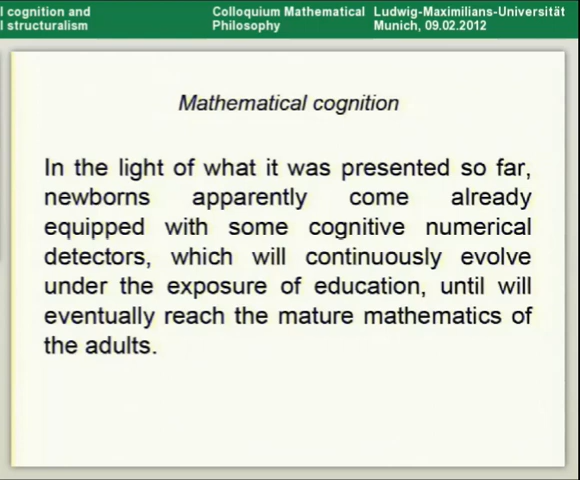 l cognition and
l structuralism
Colloquium Mathematical
Philosophy
Ludwig-Maximilians-Universität
Munich, 09.02.2012
Mathematical cognition
In the light of what it was presented so far,
newborns apparently come already
equipped with some cognitive numerical
detectors, which will continuously evolve
under the exposure of education, until will
eventually reach the mature mathematics of
the adults.